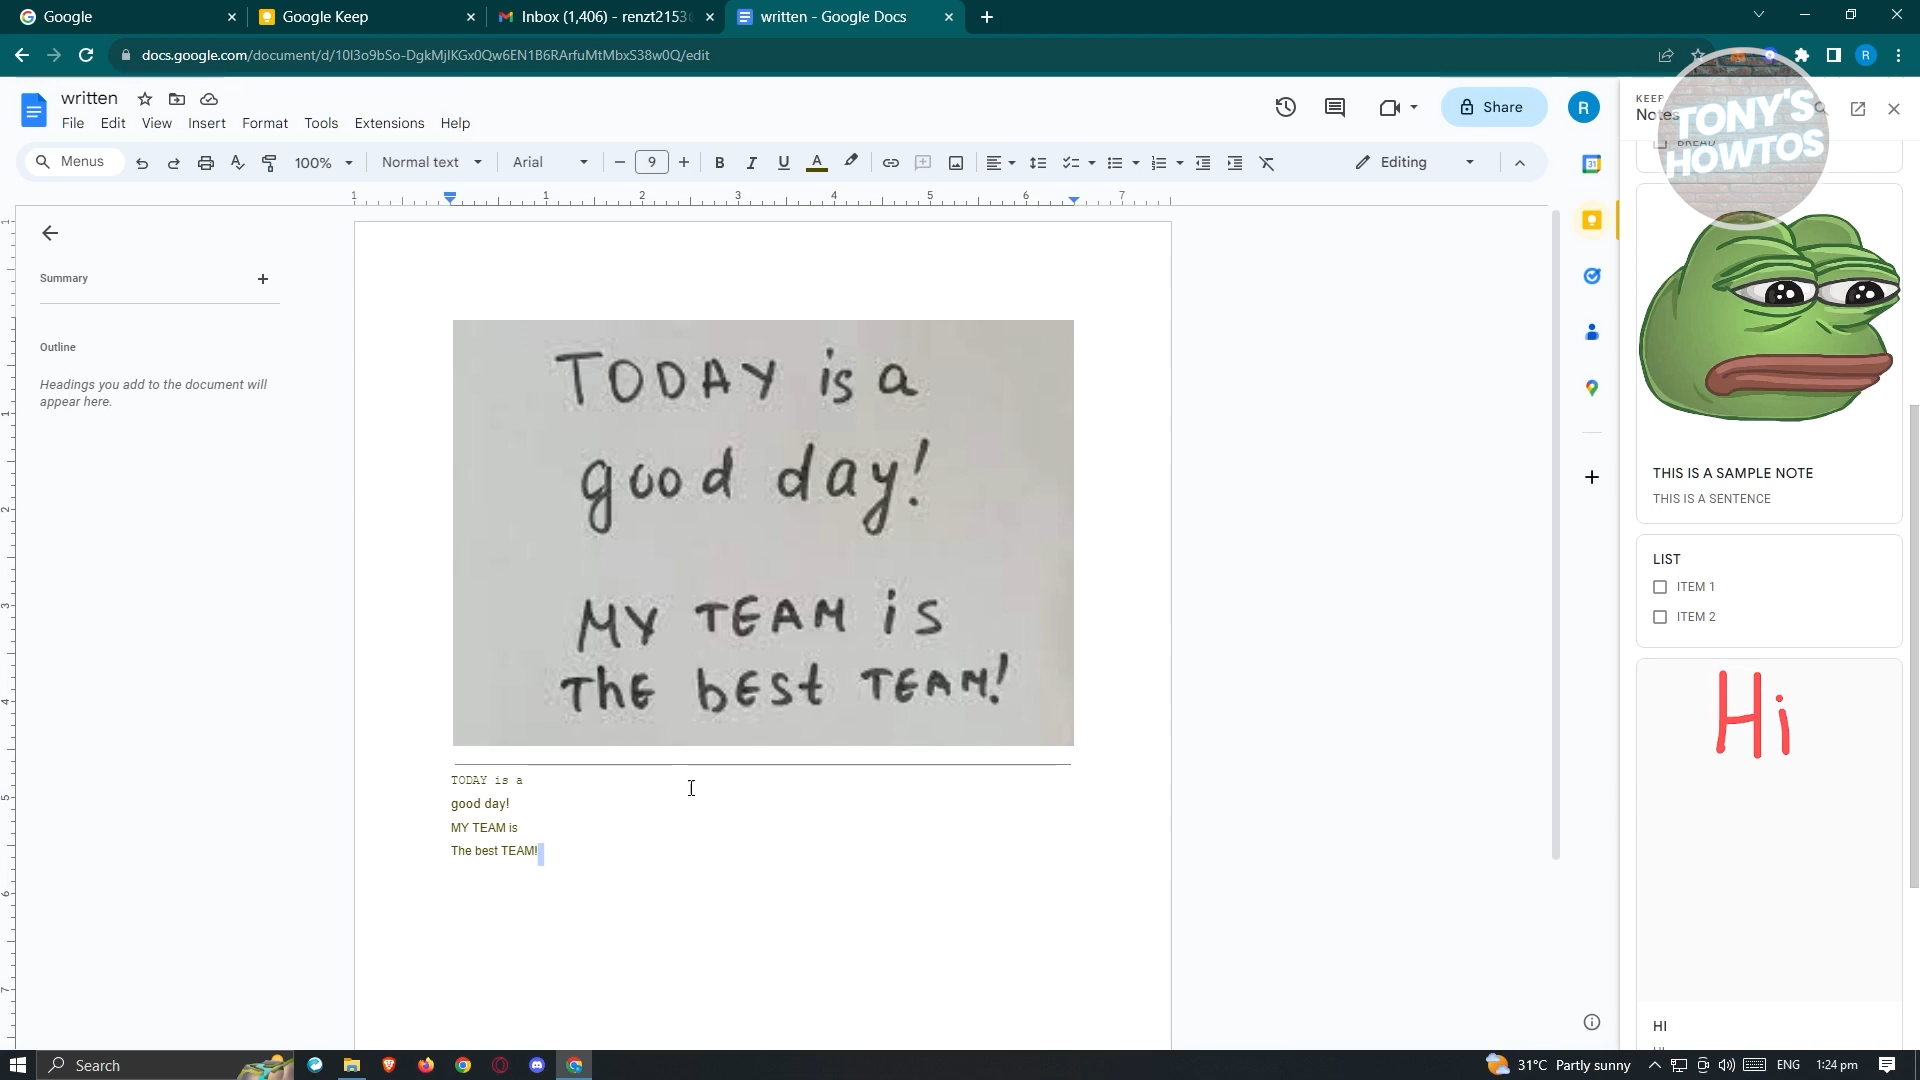 Google
Google Keep
Inbox (1,406) - renzt2153
written - Google Docs
docs.google.com/document/d/10l3o9bSo-DgkMjlKGx0Qw6EN1B6RArfuMtMbxS38w0Q/edit
written
File Edit View Insert Format Tools Extensions Help
Share
R
Menus 100% Normal text Arial 9 Editing
Summary
Outline
Headings you add to the document will
appear here.
TODAY is a
good day!
MY TEAM is
The bEst TEAM!
TODAY is a
good day!
MY TEAM is
The best TEAM!
KEEP
Notes
BREAD
TONY'S
HOWTOS
THIS IS A SAMPLE NOTE
THIS IS A SENTENCE
LIST
ITEM 1
ITEM 2
Hi
HI
Search
31°C Partly sunny
ENG
1:24 pm